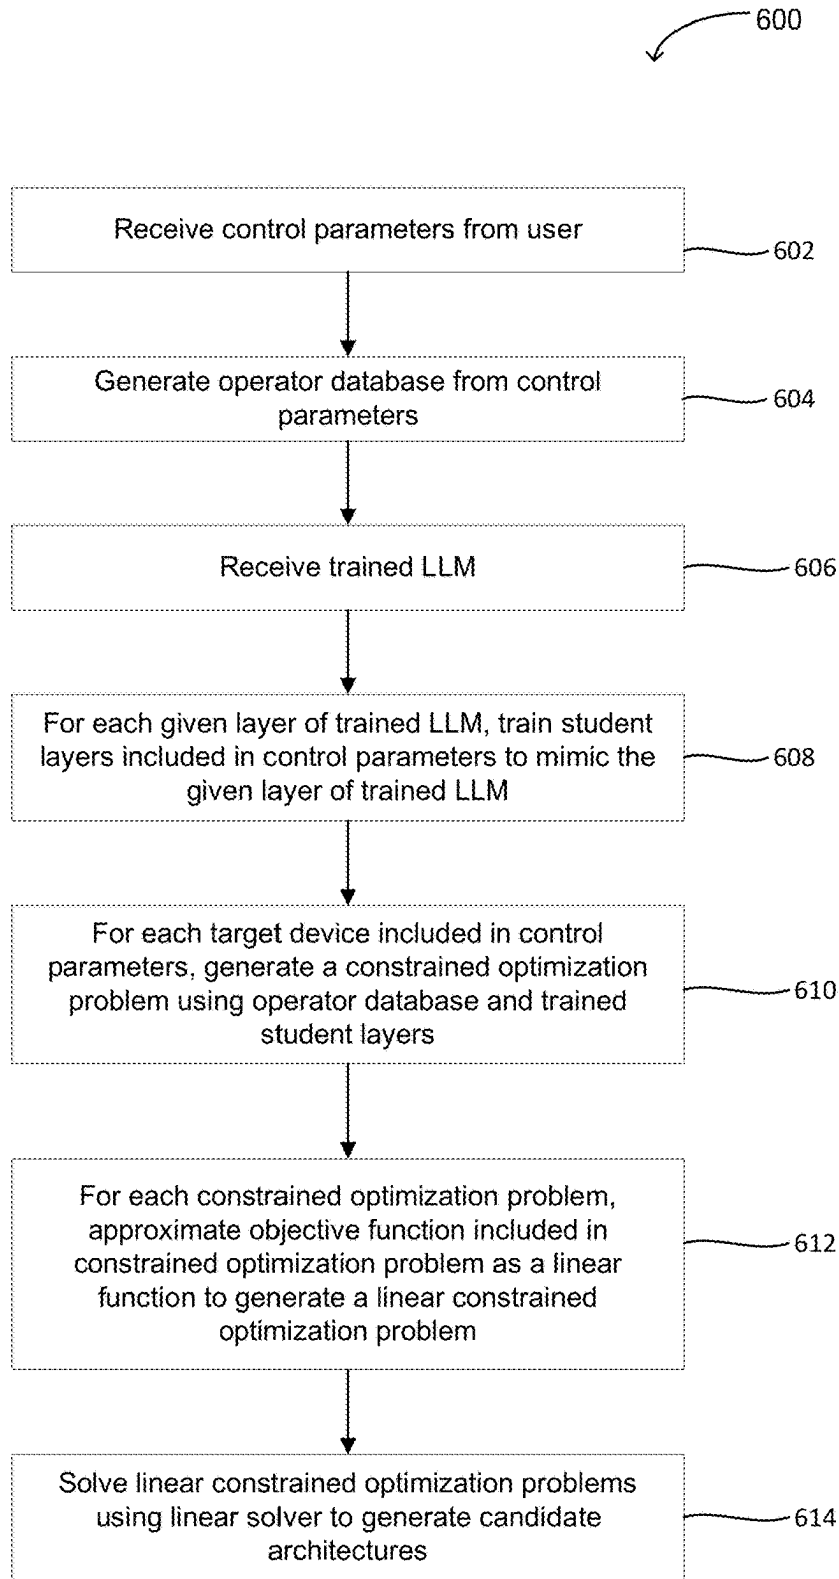 600
Receive control parameters from user
602
Generate operator database from control
parameters
604
Receive trained LLM
606
For each given layer of trained LLM, train student
layers included in control parameters to mimic the
given layer of trained LLM
608
For each target device included in control
parameters, generate a constrained optimization
problem using operator database and trained
student layers
610
For each constrained optimization problem,
approximate objective function included in
constrained optimization problem as a linear
function to generate a linear constrained
optimization problem
612
Solve linear constrained optimization problems
using linear solver to generate candidate
architectures
614